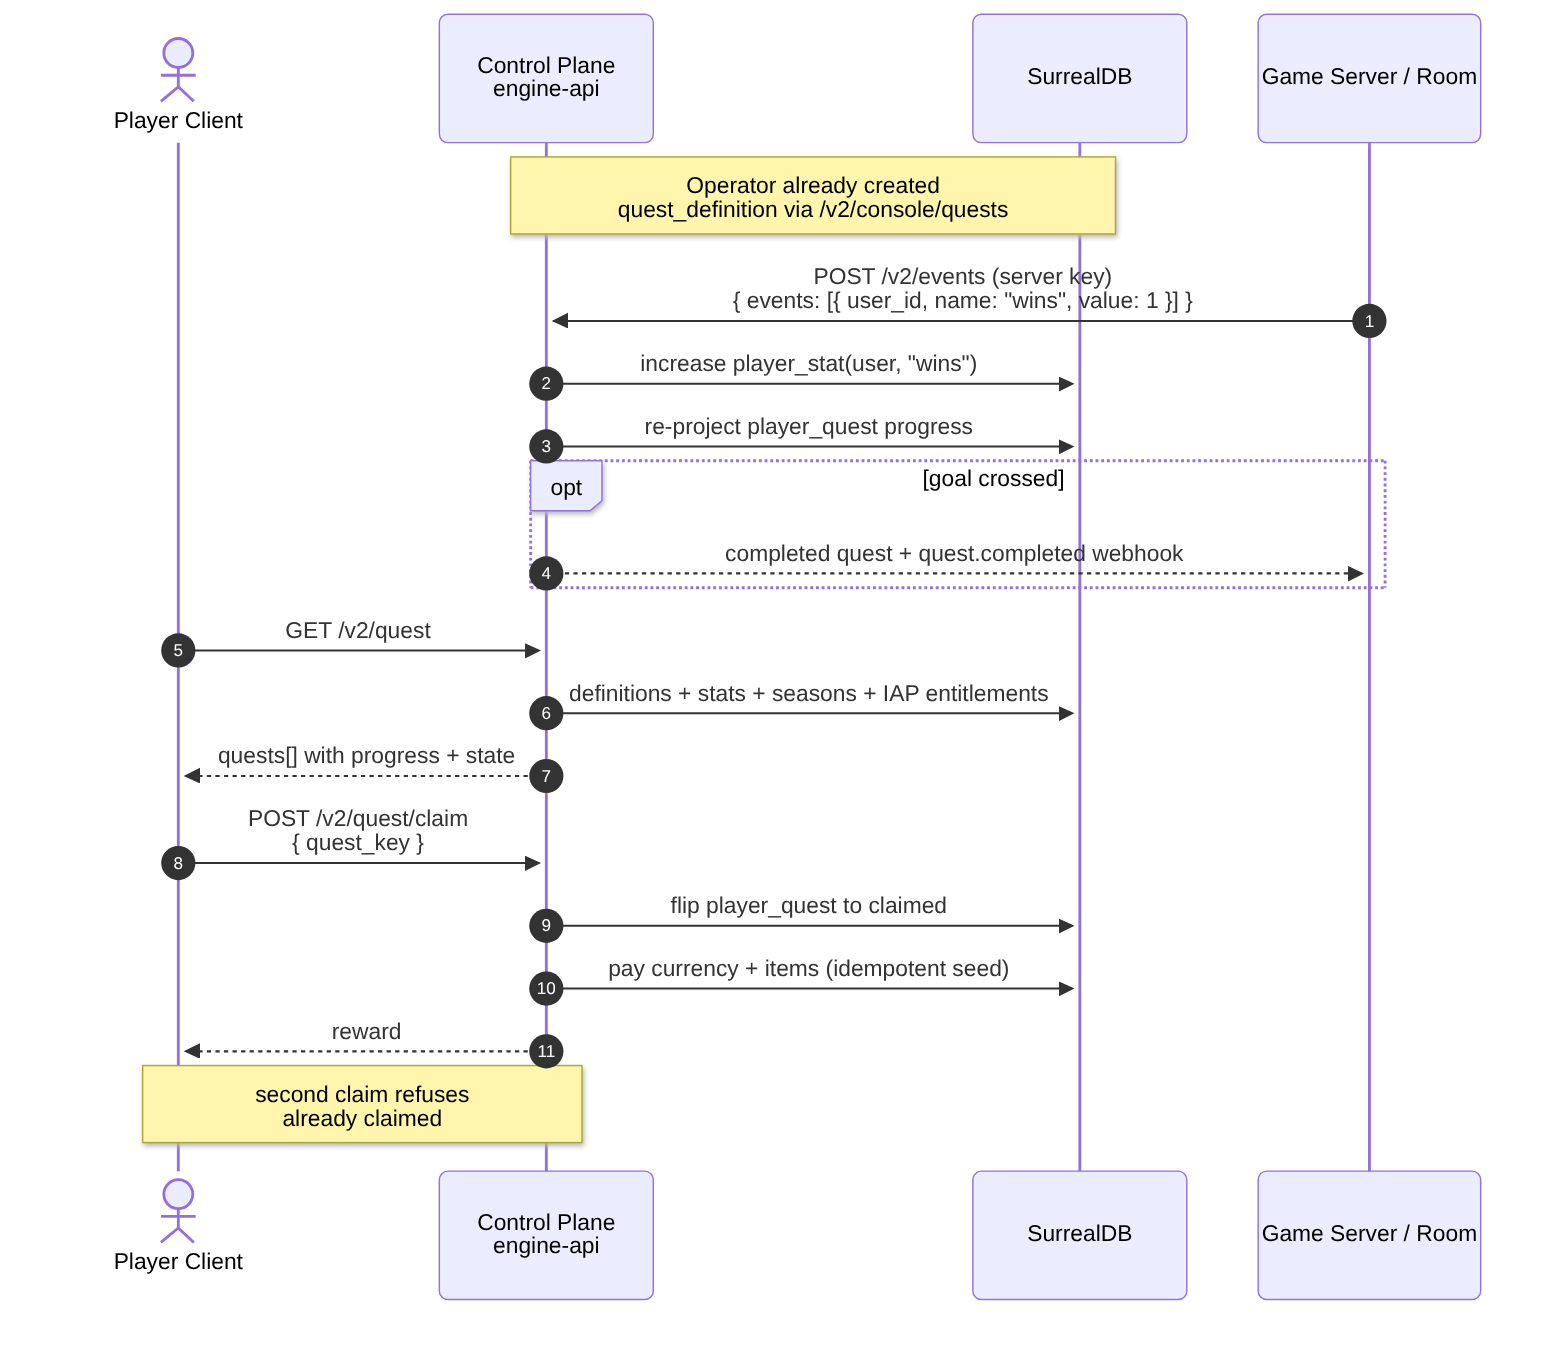 Player Client
Control Plane
engine-api
SurrealDB
Game Server / Room
Operator already created
quest_definition via /v2/console/quests
POST /v2/events (server key)
{ events: [{ user_id, name: "wins", value: 1 }] }
1
increase player_stat(user, "wins")
2
re-project player_quest progress
3
opt
[goal crossed]
completed quest + quest.completed webhook
4
GET /v2/quest
5
definitions + stats + seasons + IAP entitlements
6
quests[] with progress + state
7
POST /v2/quest/claim
{ quest_key }
8
flip player_quest to claimed
9
pay currency + items (idempotent seed)
10
reward
11
second claim refuses
already claimed
Player Client
Control Plane
engine-api
SurrealDB
Game Server / Room